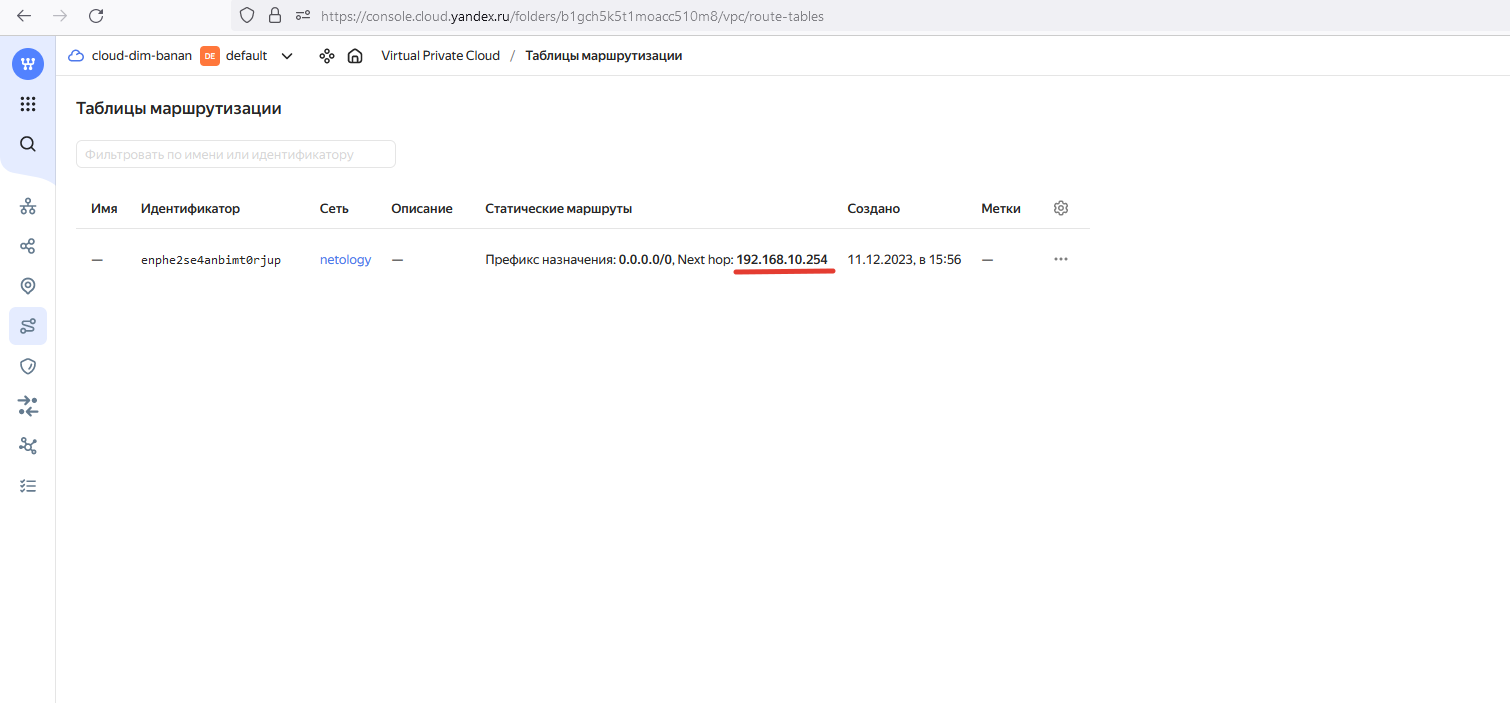 https://console.cloud.yandex.ru/folders/b1gch5k5t1moacc510m8/vpc/route-tables
cloud-dim-banan DE default Virtual Private Cloud / Таблицы маршрутизации
Таблицы маршрутизации
Фильтровать по имени или идентификатору
Имя Идентификатор Сеть Описание Статические маршруты Создано Метки
— enphe2se4anbimt0rjup netology — Префикс назначения: 0.0.0.0/0, Next hop: 192.168.10.254 11.12.2023, в 15:56 —